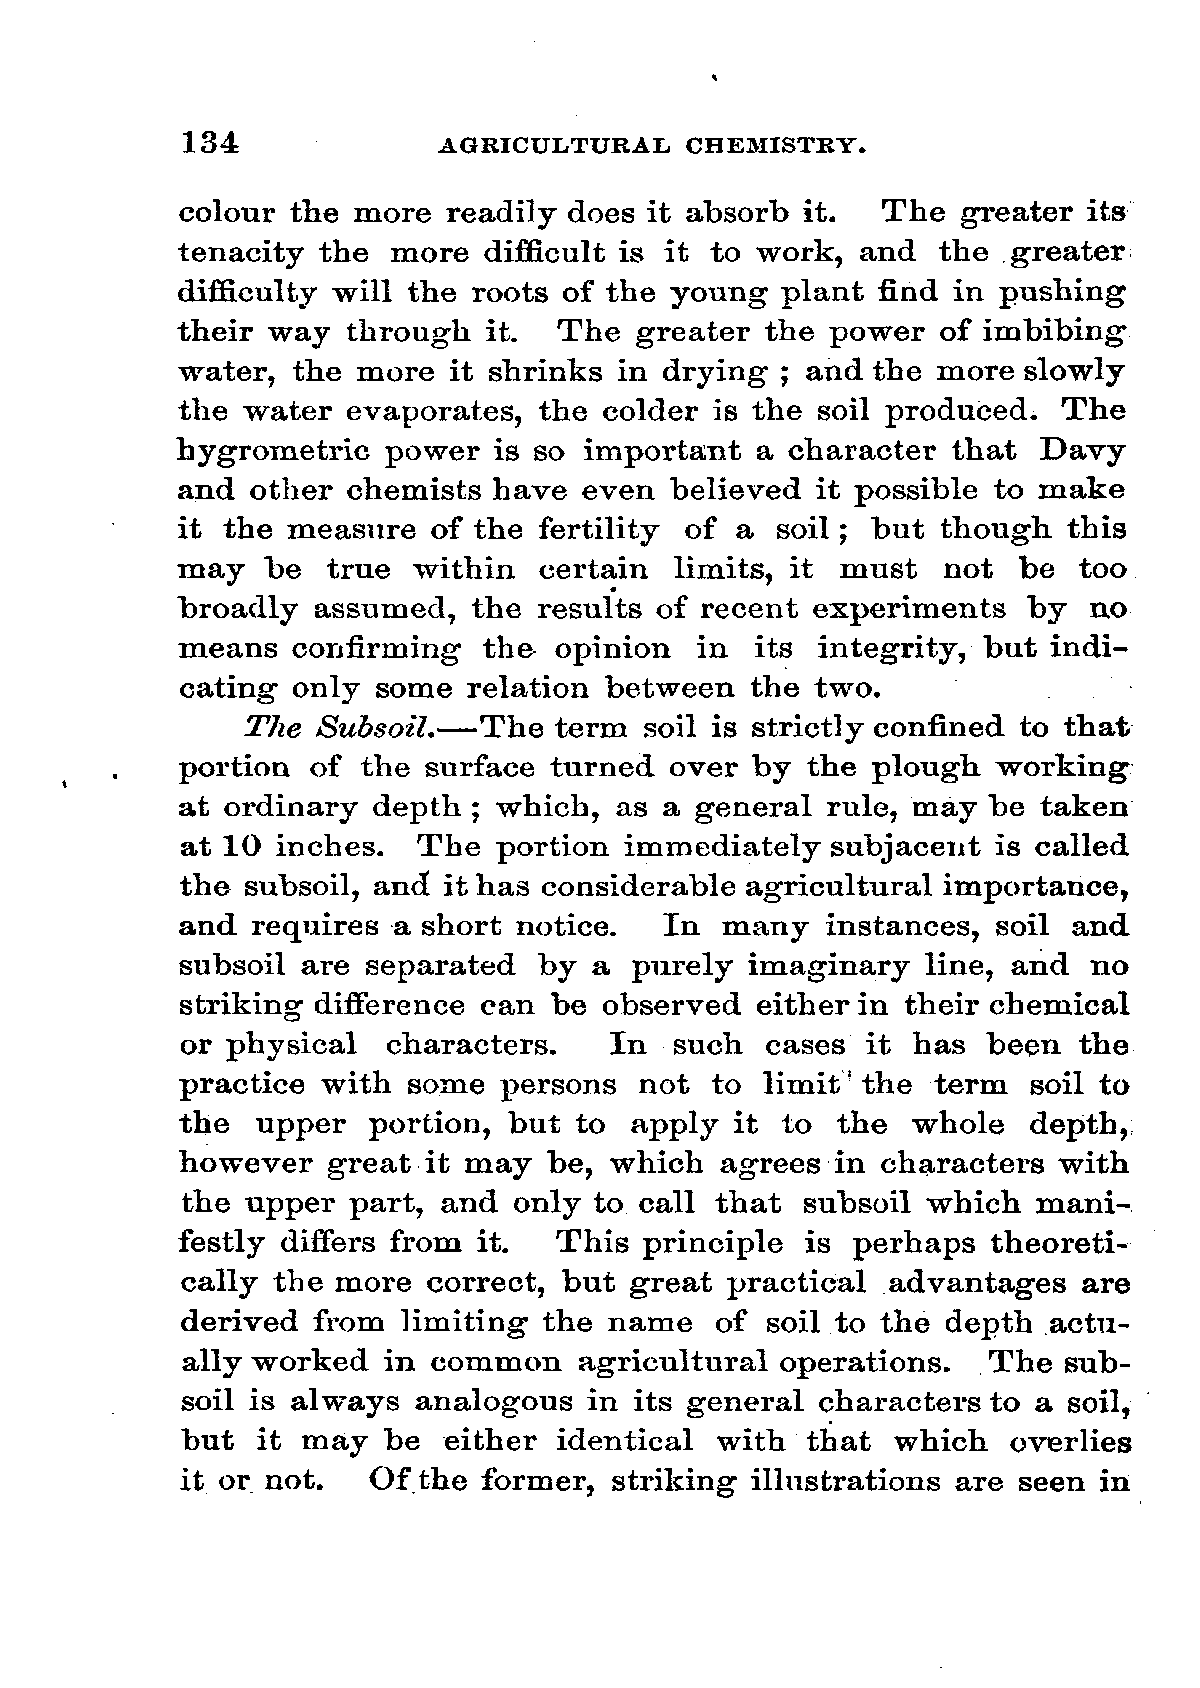 134 AGRICULTURAL CHEMISTRY.
colour the more readily does it absorb it. The greater its
tenacity the more difficult is it to work, and the greater
difficulty will the roots of the young plant find in pushing
their way through it. The greater the power of imbibing
water, the more it shrinks in drying ; and the more slowly
the water evaporates, the colder is the soil produced. The
hygrometric power is so important a character that Davy
and other chemists have even believed it possible to make
it the measure of the fertility of a soil ; but though this
may be true within certain limits, it must not be too
broadly assumed, the results of recent experiments by no
means confirming the opinion in its integrity, but indi-
cating only some relation between the two.
The Subsoil.—The term soil is strictly confined to that
portion of the surface turned over by the plough working
at ordinary depth ; which, as a general rule, may be taken
at 10 inches. The portion immediately subjacent is called
the subsoil, and it has considerable agricultural importance,
and requires a short notice. In many instances, soil and
subsoil are separated by a purely imaginary line, and no
striking difference can be observed either in their chemical
or physical characters. In such cases it has been the
practice with some persons not to limit the term soil to
the upper portion, but to apply it to the whole depth,
however great it may be, which agrees in characters with
the upper part, and only to call that subsoil which mani-
festly differs from it. This principle is perhaps theoreti-
cally the more correct, but great practical advantages are
derived from limiting the name of soil to the depth actu-
ally worked in common agricultural operations. The sub-
soil is always analogous in its general characters to a soil,
but it may be either identical with that which overlies
it or not. Of the former, striking illustrations are seen in